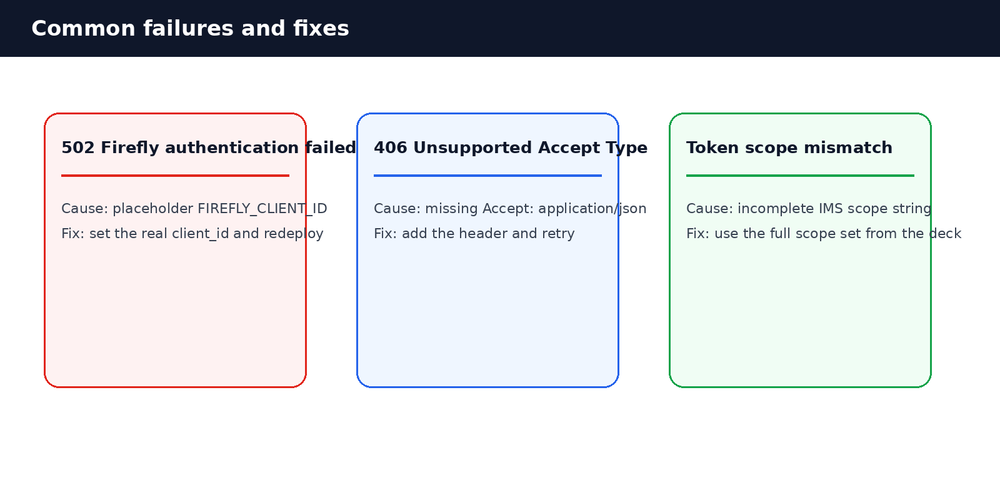 Common failures and fixes
502 Firefly authentication failed
Cause: placeholder FIREFLY_CLIENT_ID
Fix: set the real client_id and redeploy
406 Unsupported Accept Type
Cause: missing Accept: application/json
Fix: add the header and retry
Token scope mismatch
Cause: incomplete IMS scope string
Fix: use the full scope set from the deck